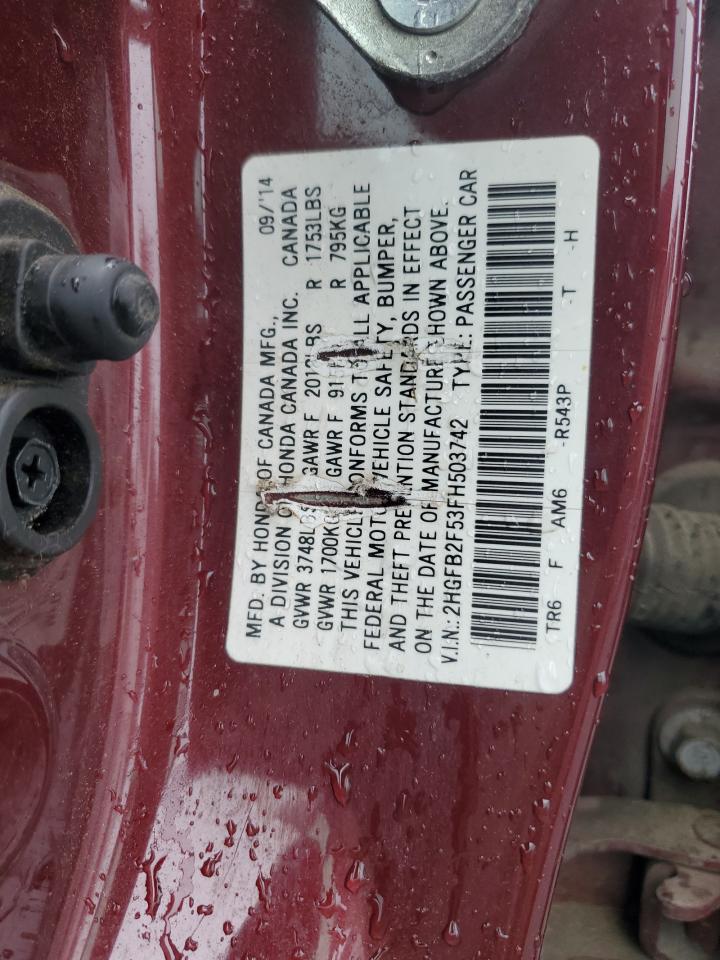 MFD. BY HONDA OF CANADA MFG., 09/'14
A DIVISION OF HONDA CANADA INC. CANADA
GVWR 3748LBS GAWR F LBS R 1753LBS
GVWR 1700KG GAWR F R 795KG
THIS VEHICLE CONFORMS TO ALL APPLICABLE
FEDERAL MOTOR VEHICLE SAFETY, BUMPER,
AND THEFT PREVENTION STANDARDS IN EFFECT
ON THE DATE OF MANUFACTURE SHOWN ABOVE.
V.I.N.: 2HGFB2F53FH503742 TYPE: PASSENGER CAR
TR6 F AM6 -R543P -T -H